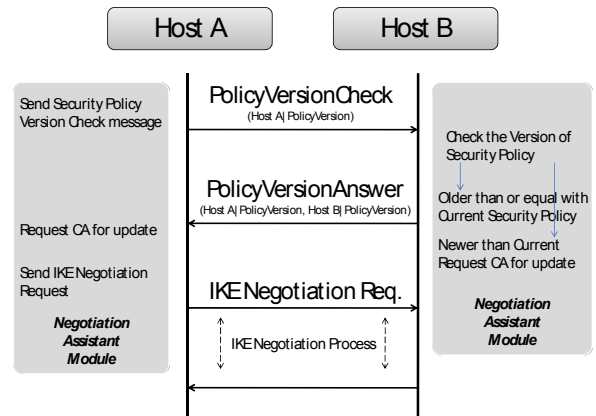 Host A
Host B
Send Security Policy
Version Check message
Request CA for update
Send IKE Negotiation
Request
Negotiation
Assistant
Module
PolicyVersionCheck
(Host A| PolicyVersion)
PolicyVersionAnswer
(Host A| PolicyVersion, Host B| PolicyVersion)
IKE Negotiation Req.
IKE Negotiation Process
Check the Version of
Security Policy
Older than or equal with
Current Security Policy
Newer than Current
Request CA for update
Negotiation
Assistant
Module